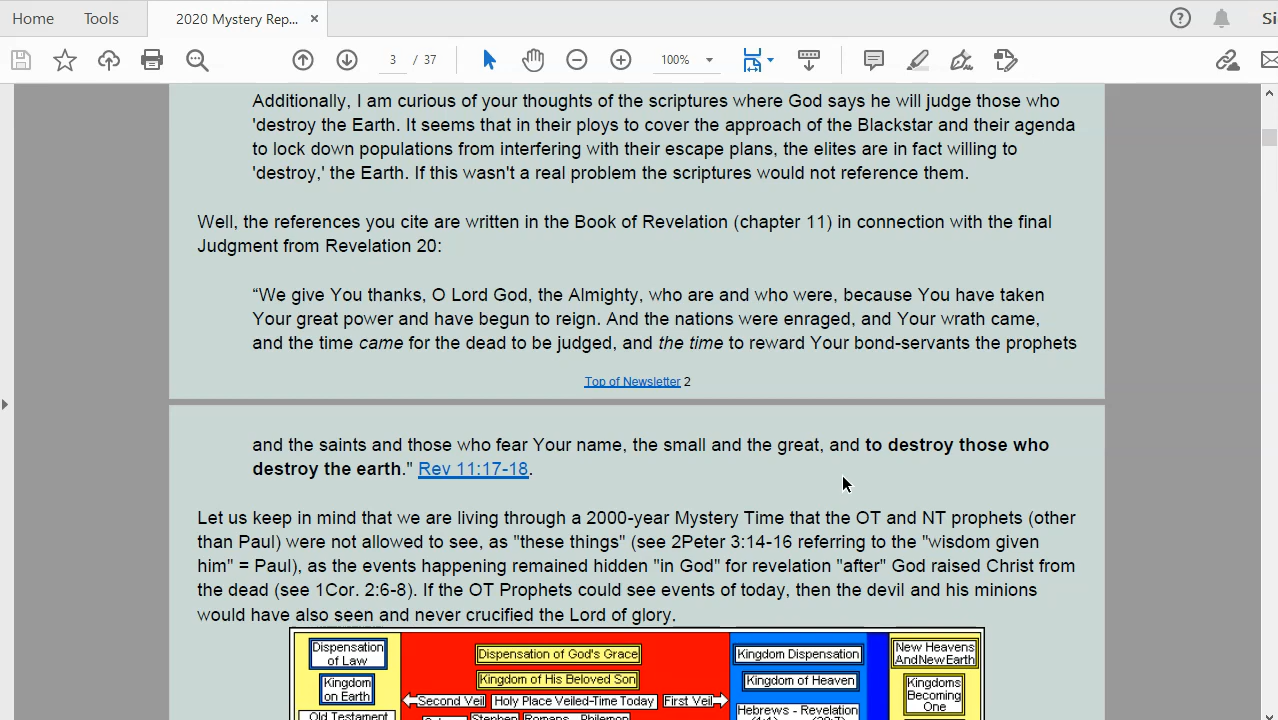 Home Tools 2020 Mystery Rep... × Si
3 / 37 100%
Additionally, I am curious of your thoughts of the scriptures where God says he will judge those who
'destroy the Earth. It seems that in their ploys to cover the approach of the Blackstar and their agenda
to lock down populations from interfering with their escape plans, the elites are in fact willing to
'destroy,' the Earth. If this wasn't a real problem the scriptures would not reference them.
Well, the references you cite are written in the Book of Revelation (chapter 11) in connection with the final
Judgment from Revelation 20:
“We give You thanks, O Lord God, the Almighty, who are and who were, because You have taken
Your great power and have begun to reign. And the nations were enraged, and Your wrath came,
and the time came for the dead to be judged, and the time to reward Your bond-servants the prophets
Top of Newsletter 2
and the saints and those who fear Your name, the small and the great, and to destroy those who
destroy the earth." Rev 11:17-18.
Let us keep in mind that we are living through a 2000-year Mystery Time that the OT and NT prophets (other
than Paul) were not allowed to see, as "these things" (see 2Peter 3:14-16 referring to the "wisdom given
him" = Paul), as the events happening remained hidden "in God" for revelation "after" God raised Christ from
the dead (see 1Cor. 2:6-8). If the OT Prophets could see events of today, then the devil and his minions
would have also seen and never crucified the Lord of glory.
Dispensation
of Law
Kingdom
on Earth
Old Testament
Dispensation of God's Grace
Kingdom of His Beloved Son
Second Veil Holy Place Veiled-Time Today First Veil
Stephen Romans - Philemon
Kingdom Dispensation
Kingdom of Heaven
Hebrews - Revelation
New Heavens
And New Earth
Kingdoms
Becoming
One